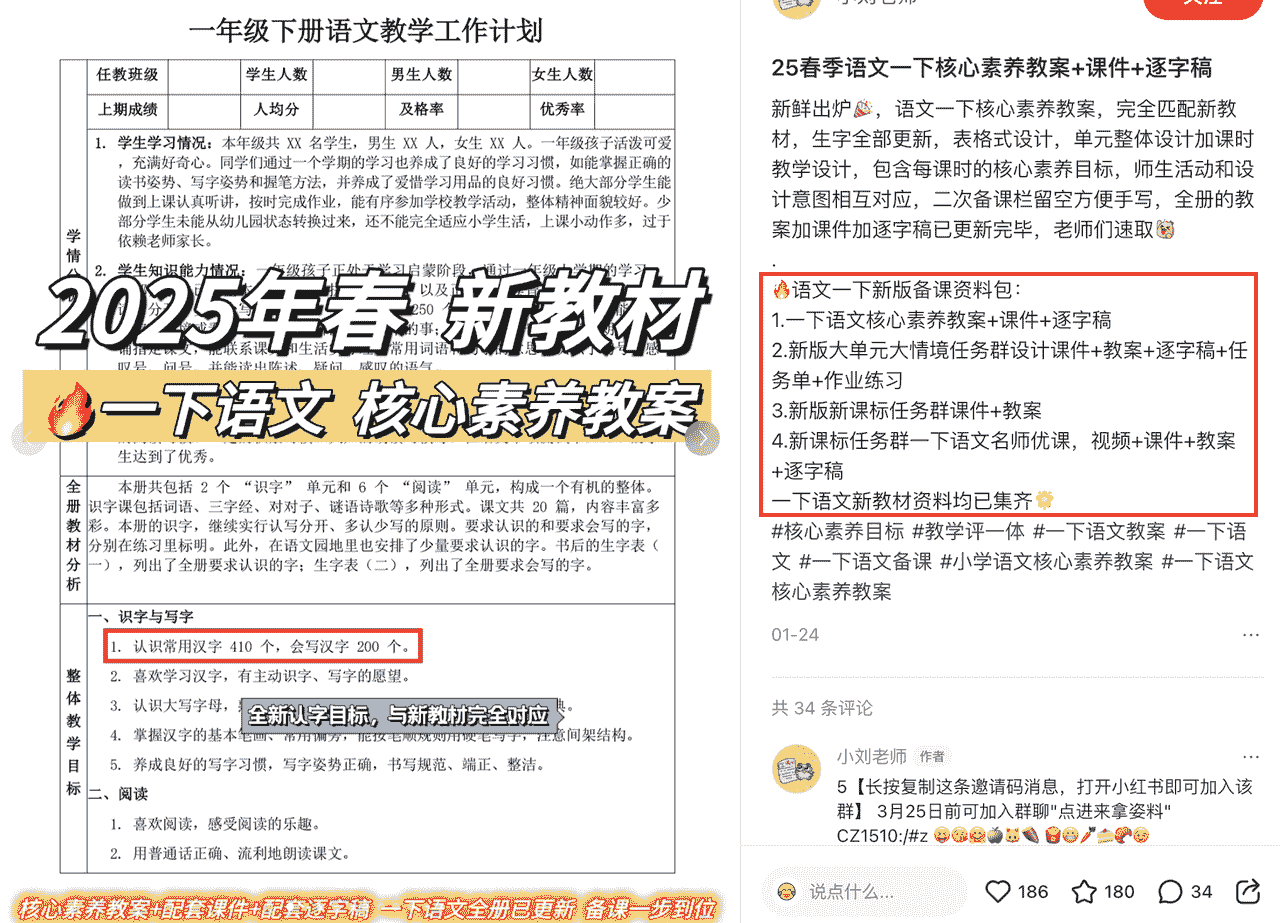 一年级下册语文教学工作计划
任教班级 学生人数 男生人数 女生人数
上期成绩 人均分 及格率 优秀率
学情
1. 学生学习情况：本年级共 XX 名学生，男生 XX 人，女生 XX 人。一年级孩子活泼可爱
，充满好奇心。同学们通过一个学期的学习也养成了良好的学习习惯，如能掌握正确的
读书姿势、写字姿势和握笔方法，并养成了爱惜学习用品的良好习惯。绝大部分学生能
做到上课认真听讲，按时完成作业，能有序参加学校教学活动，整体精神面貌较好。少
部分学生未能从幼儿园状态转换过来，还不能完全适应小学生活，上课小动作多，过于
依赖老师家长。
2. 学生知识能力情况：一年级孩子正处于学习启蒙阶段，通过一年级上学期的学习
2025年春 新教材
🔥一下语文 核心素养教案
生达到了优秀。
全册教材分析
本册共包括 2 个 “识字” 单元和 6 个 “阅读” 单元，构成一个有机的整体。
识字课包括词语、三字经、对对子、谜语诗歌等多种形式。课文共 20 篇，内容丰富多
彩。本册的识字，继续实行认写分开、多认少写的原则。要求认识的和要求会写的字，
分别在练习里标明。此外，在语文园地里也安排了少量要求认识的字。书后的生字表（
一），列出了全册要求认识的字；生字表（二），列出了全册要求会写的字。
整体教学目标
一、识字与写字
1. 认识常用汉字 410 个，会写汉字 200 个。
2. 喜欢学习汉字，有主动识字、写字的愿望。
3. 认识大写字母，
全新认字目标，与新教材完全对应
4. 掌握汉字的基本笔画、常用偏旁，能按笔顺规则用硬笔写字，注意间架结构。
5. 养成良好的写字习惯，写字姿势正确，书写规范、端正、整洁。
二、阅读
1. 喜欢阅读，感受阅读的乐趣。
2. 用普通话正确、流利地朗读课文。
核心素养教案+配套课件+配套逐字稿 一下语文全册已更新 备课一步到位
小刘老师
关注
25春季语文一下核心素养教案+课件+逐字稿
新鲜出炉🎉，语文一下核心素养教案，完全匹配新教
材，生字全部更新，表格式设计，单元整体设计加课时
教学设计，包含每课时的核心素养目标，师生活动和设
计意图相互对应，二次备课栏留空方便手写，全册的教
案加课件加逐字稿已更新完毕，老师们速取
.
🔥语文一下新版备课资料包：
1.一下语文核心素养教案+课件+逐字稿
2.新版大单元大情境任务群设计课件+教案+逐字稿+任
务单+作业练习
3.新版新课标任务群课件+教案
4.新课标任务群一下语文名师优课，视频+课件+教案
+逐字稿
一下语文新教材资料均已集齐
#核心素养目标 #教学评一体 #一下语文教案 #一下语
文 #一下语文备课 #小学语文核心素养教案 #一下语文
核心素养教案
01-24
共 34 条评论
小刘老师 作者
5【长按复制这条邀请码消息，打开小红书即可加入该
群】 3月25日前可加入群聊"点进来拿姿料"
CZ1510:/#z
说点什么... 186 180 34